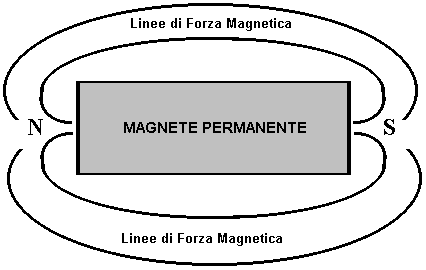 Linee di Forza Magnetica
N
MAGNETE PERMANENTE
S
Linee di Forza Magnetica